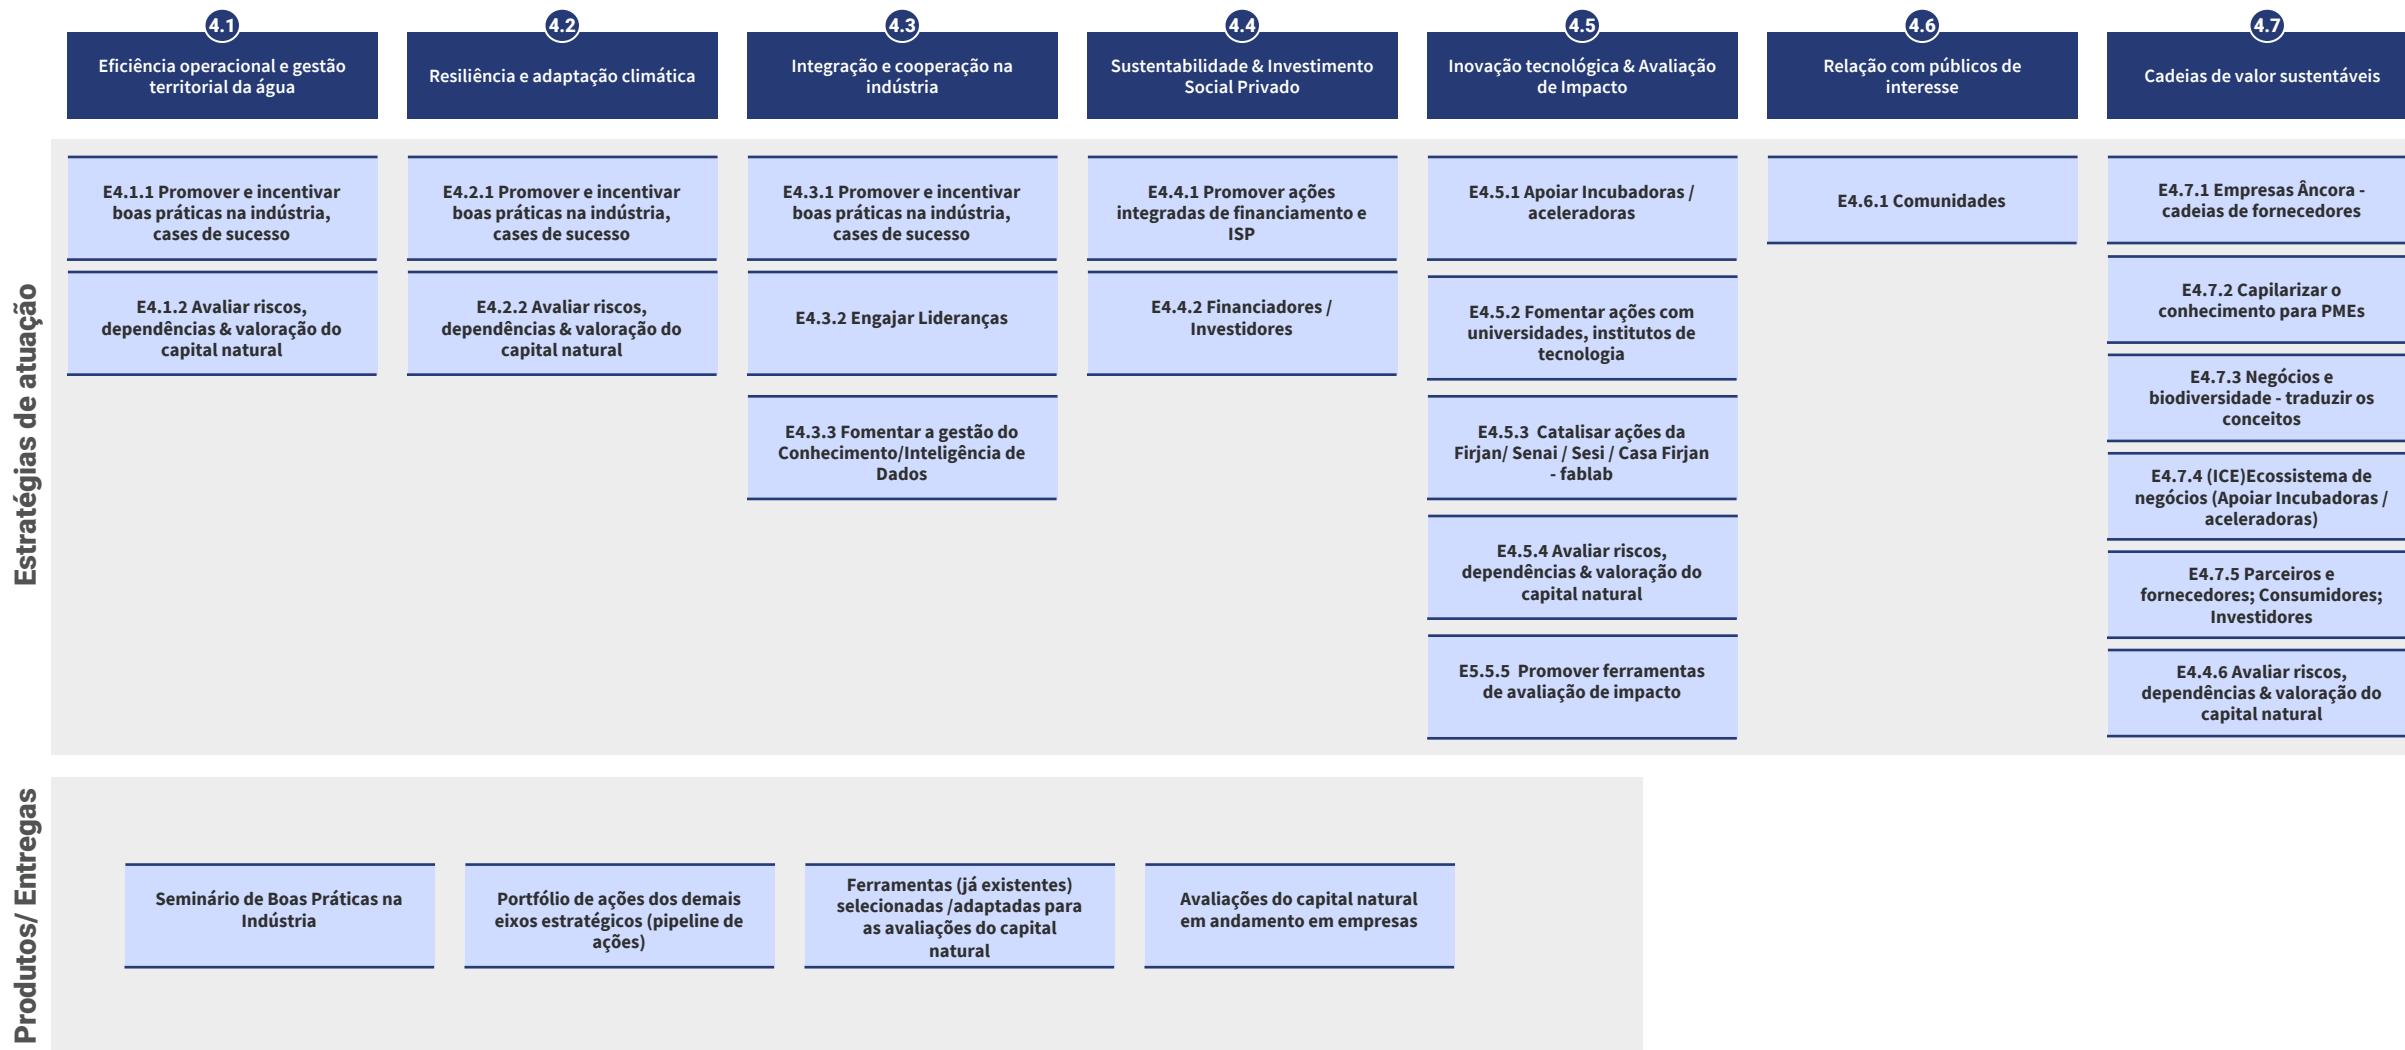 4.1
Eficiência operacional e gestão
territorial da água
4.2
Resiliência e adaptação climática
4.3
Integração e cooperação na
indústria
4.4
Sustentabilidade & Investimento
Social Privado
4.5
Inovação tecnológica & Avaliação
de Impacto
4.6
Relação com públicos de
interesse
4.7
Cadeias de valor sustentáveis
Estratégias de atuação
E4.1.1 Promover e incentivar
boas práticas na indústria,
cases de sucesso
E4.1.2 Avaliar riscos,
dependências & valoração do
capital natural
E4.2.1 Promover e incentivar
boas práticas na indústria,
cases de sucesso
E4.2.2 Avaliar riscos,
dependências & valoração do
capital natural
E4.3.1 Promover e incentivar
boas práticas na indústria,
cases de sucesso
E4.3.2 Engajar Lideranças
E4.3.3 Fomentar a gestão do
Conhecimento/Inteligência de
Dados
E4.4.1 Promover ações
integradas de financiamento e
ISP
E4.4.2 Financiadores /
Investidores
E4.5.1 Apoiar Incubadoras /
aceleradoras
E4.5.2 Fomentar ações com
universidades, institutos de
tecnologia
E4.5.3  Catalisar ações da
Firjan/ Senai / Sesi / Casa Firjan
- fablab
E4.5.4 Avaliar riscos,
dependências & valoração do
capital natural
E5.5.5  Promover ferramentas
de avaliação de impacto
E4.6.1 Comunidades
E4.7.1 Empresas Âncora -
cadeias de fornecedores
E4.7.2 Capilarizar o
conhecimento para PMEs
E4.7.3 Negócios e
biodiversidade - traduzir os
conceitos
E4.7.4 (ICE)Ecossistema de
negócios (Apoiar Incubadoras /
aceleradoras)
E4.7.5 Parceiros e
fornecedores; Consumidores;
Investidores
E4.4.6 Avaliar riscos,
dependências & valoração do
capital natural
Produtos/ Entregas
Seminário de Boas Práticas na
Indústria
Portfólio de ações dos demais
eixos estratégicos (pipeline de
ações)
Ferramentas (já existentes)
selecionadas /adaptadas para
as avaliações do capital
natural
Avaliações do capital natural
em andamento em empresas